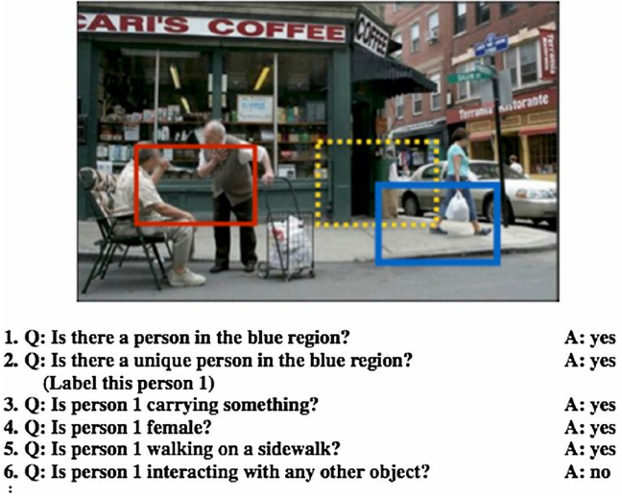 CARI'S COFFEE
COFFEE
Terramia
Terramia Ristorante
1. Q: Is there a person in the blue region? A: yes
2. Q: Is there a unique person in the blue region? A: yes
(Label this person 1)
3. Q: Is person 1 carrying something? A: yes
4. Q: Is person 1 female? A: yes
5. Q: Is person 1 walking on a sidewalk? A: yes
6. Q: Is person 1 interacting with any other object? A: no
⋮